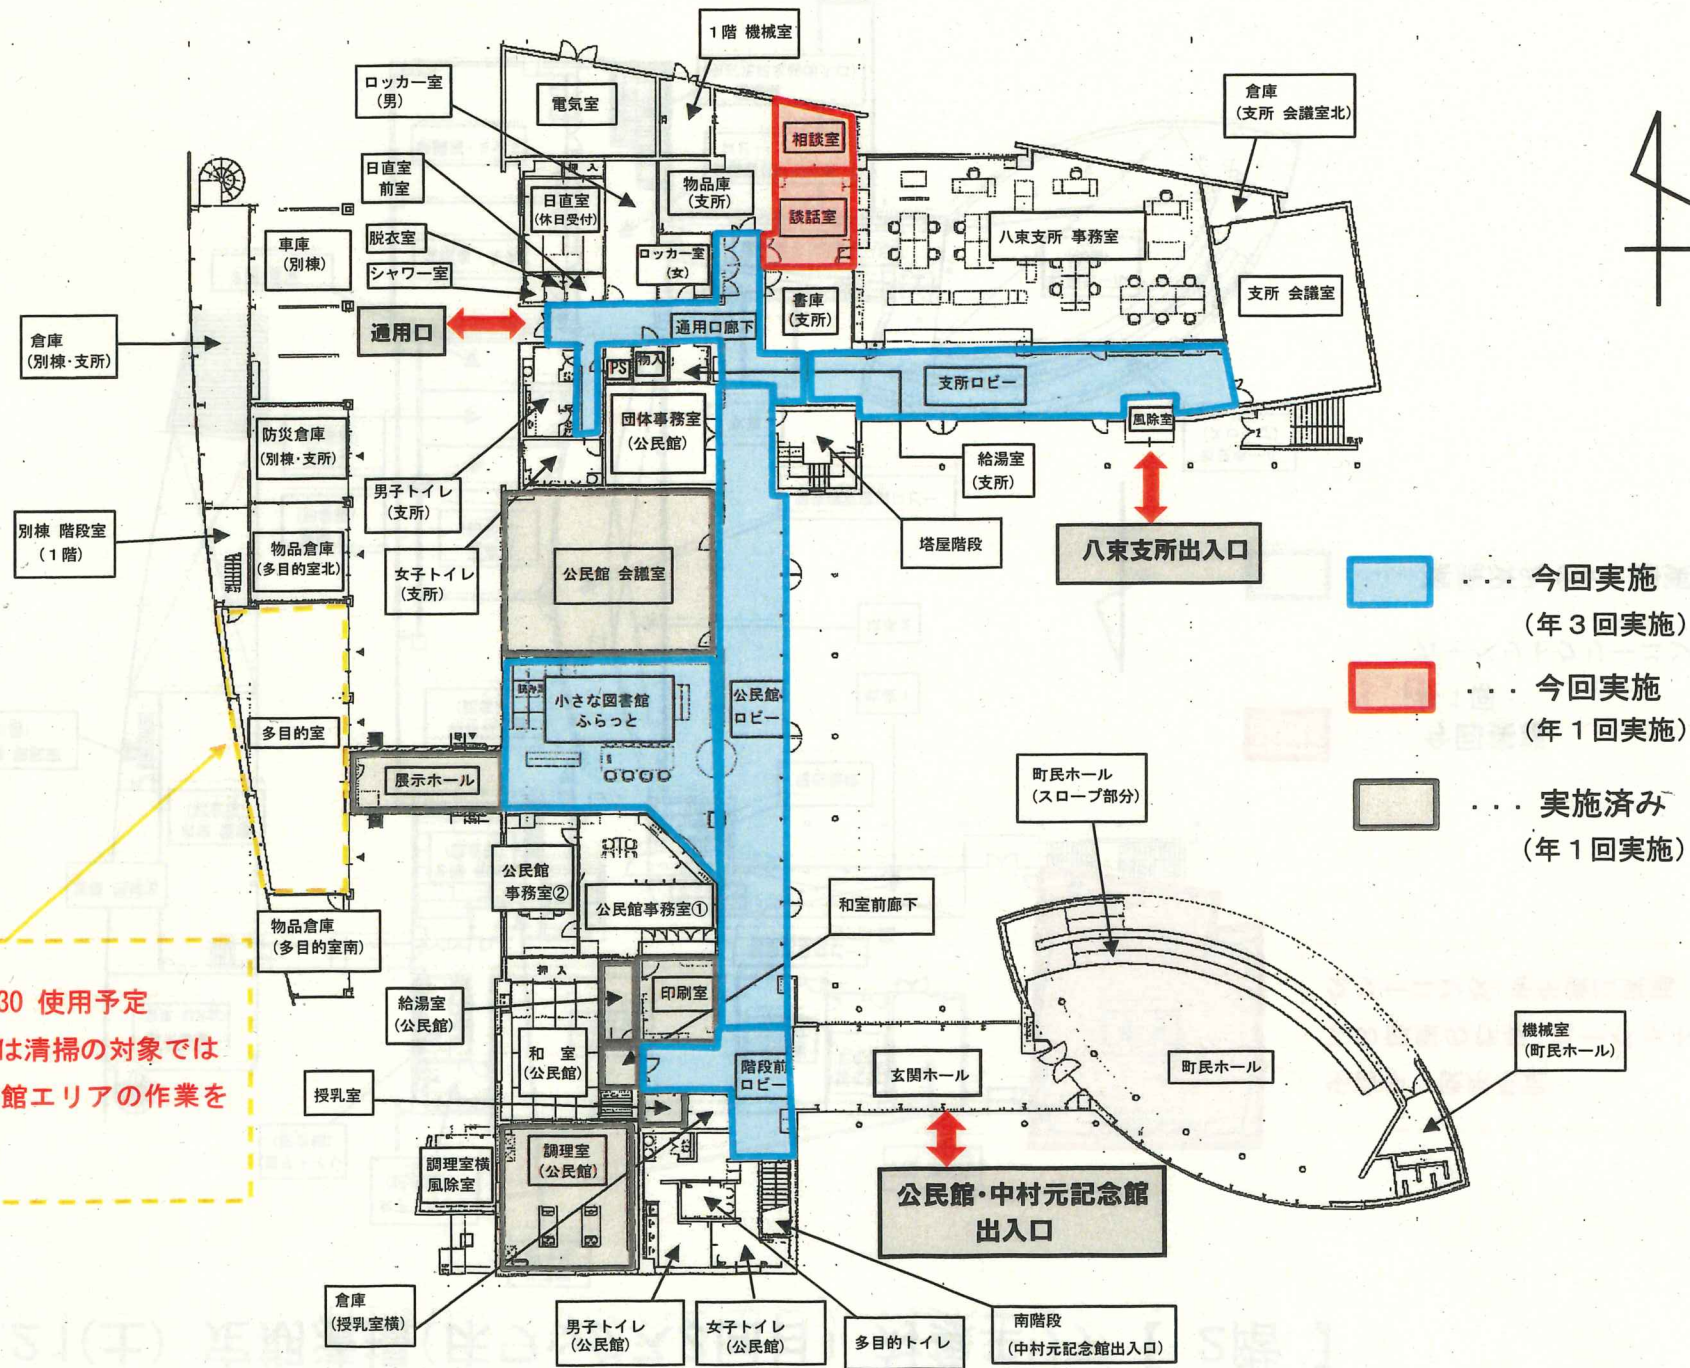 1階 機械室
ロッカー室
(男)
電気室
倉庫
(支所 会議室北)
相談室
日直室
前室
押入
日直室
(休日受付)
物品庫
(支所)
談話室
八束支所 事務室
車庫
(別棟)
脱衣室
シャワー室
ロッカー室
(女)
支所 会議室
書庫
(支所)
通用口
通用口廊下
倉庫
(別棟・支所)
PS
物入
支所ロビー
団体事務室
(公民館)
風除室
防災倉庫
(別棟・支所)
給湯室
(支所)
男子トイレ
(支所)
別棟 階段室
(1階)
塔屋階段
八束支所出入口
物品倉庫
(多目的室北)
女子トイレ
(支所)
公民館 会議室
・・・今回実施
(年3回実施)
小さな図書館
ふらっと
公民館
ロビー
・・・今回実施
(年1回実施)
多目的室
展示ホール
町民ホール
(スロープ部分)
・・・実施済み
(年1回実施)
公民館
事務室②
公民館事務室①
和室前廊下
物品倉庫
(多目的室南)
押入
30 使用予定
は清掃の対象では
館エリアの作業を
給湯室
(公民館)
印刷室
機械室
(町民ホール)
和 室
(公民館)
階段前
ロビー
玄関ホール
町民ホール
授乳室
調理室横
風除室
調理室
(公民館)
公民館・中村元記念館
出入口
倉庫
(授乳室横)
男子トイレ
(公民館)
女子トイレ
(公民館)
多目的トイレ
南階段
(中村元記念館出入口)